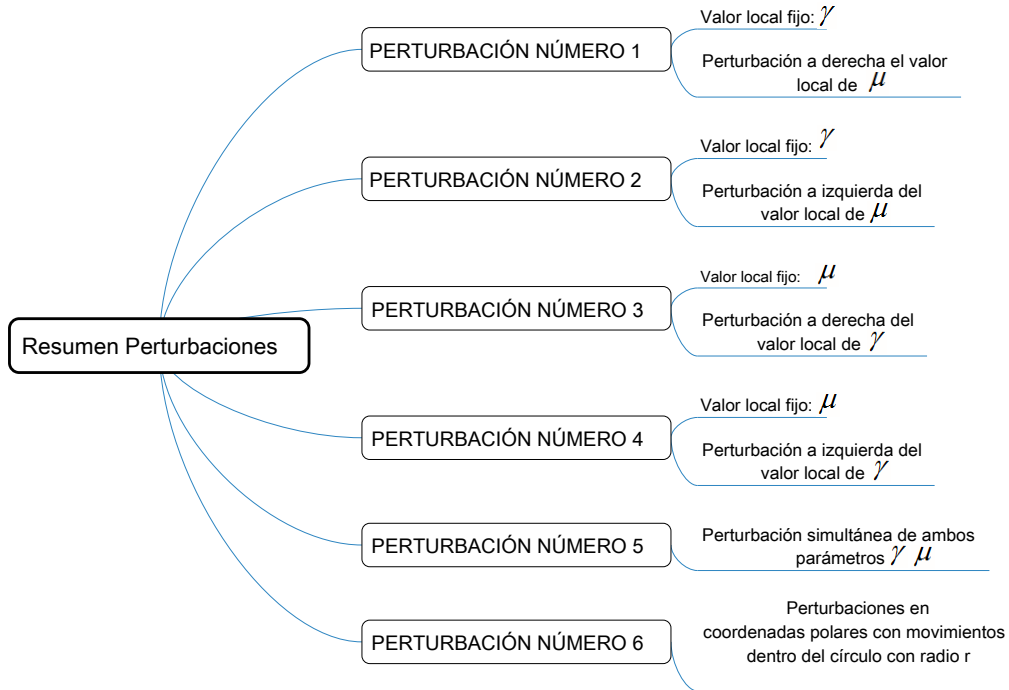 Resumen Perturbaciones
PERTURBACIÓN NÚMERO 1
Valor local fijo: γ
Perturbación a derecha el valor
local de μ
PERTURBACIÓN NÚMERO 2
Valor local fijo: γ
Perturbación a izquierda del
valor local de μ
PERTURBACIÓN NÚMERO 3
Valor local fijo: μ
Perturbación a derecha del
valor local de γ
PERTURBACIÓN NÚMERO 4
Valor local fijo: μ
Perturbación a izquierda del
valor local de γ
PERTURBACIÓN NÚMERO 5
Perturbación simultánea de ambos
parámetros γ μ
PERTURBACIÓN NÚMERO 6
Perturbaciones en
coordenadas polares con movimientos
dentro del círculo con radio r